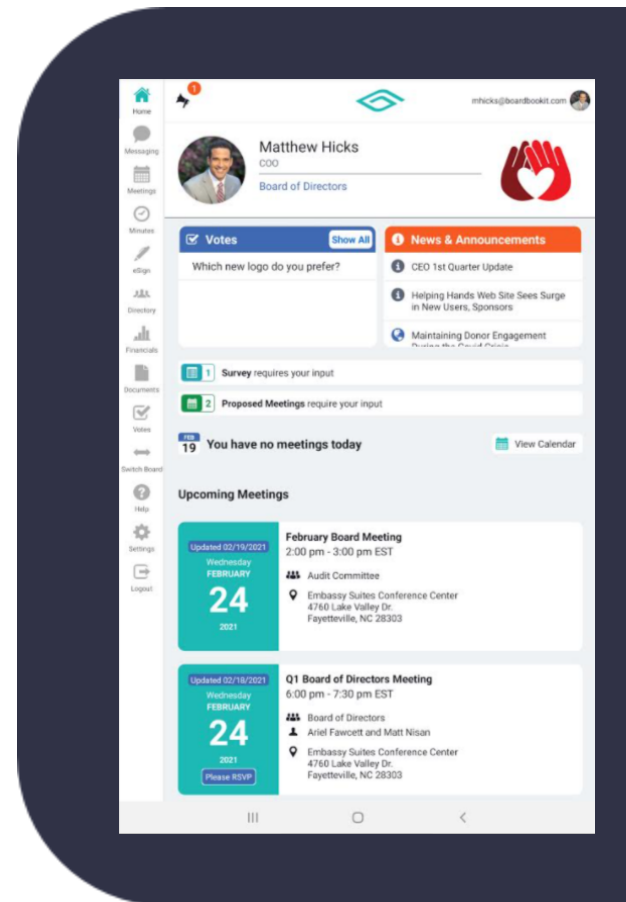 1
mhicks@boardbookit.com
Home
Messaging
Meetings
Minutes
eSign
Directory
Financials
Documents
Votes
Switch Board
Help
Settings
Logout
Matthew Hicks
COO
Board of Directors
Votes
Show All
Which new logo do you prefer?
News & Announcements
CEO 1st Quarter Update
Helping Hands Web Site Sees Surge
in New Users, Sponsors
Maintaining Donor Engagement
During the Covid Crisis
1 Survey requires your input
2 Proposed Meetings require your input
FEB
19
You have no meetings today
View Calendar
Upcoming Meetings
Updated 02/19/2021
Wednesday
FEBRUARY
24
2021
February Board Meeting
2:00 pm - 3:00 pm EST
Audit Committee
Embassy Suites Conference Center
4760 Lake Valley Dr.
Fayetteville, NC 28303
Updated 02/18/2021
Wednesday
FEBRUARY
24
2021
Please RSVP
Q1 Board of Directors Meeting
6:00 pm - 7:30 pm EST
Board of Directors
Ariel Fawcett and Matt Nisan
Embassy Suites Conference Center
4760 Lake Valley Dr.
Fayetteville, NC 28303